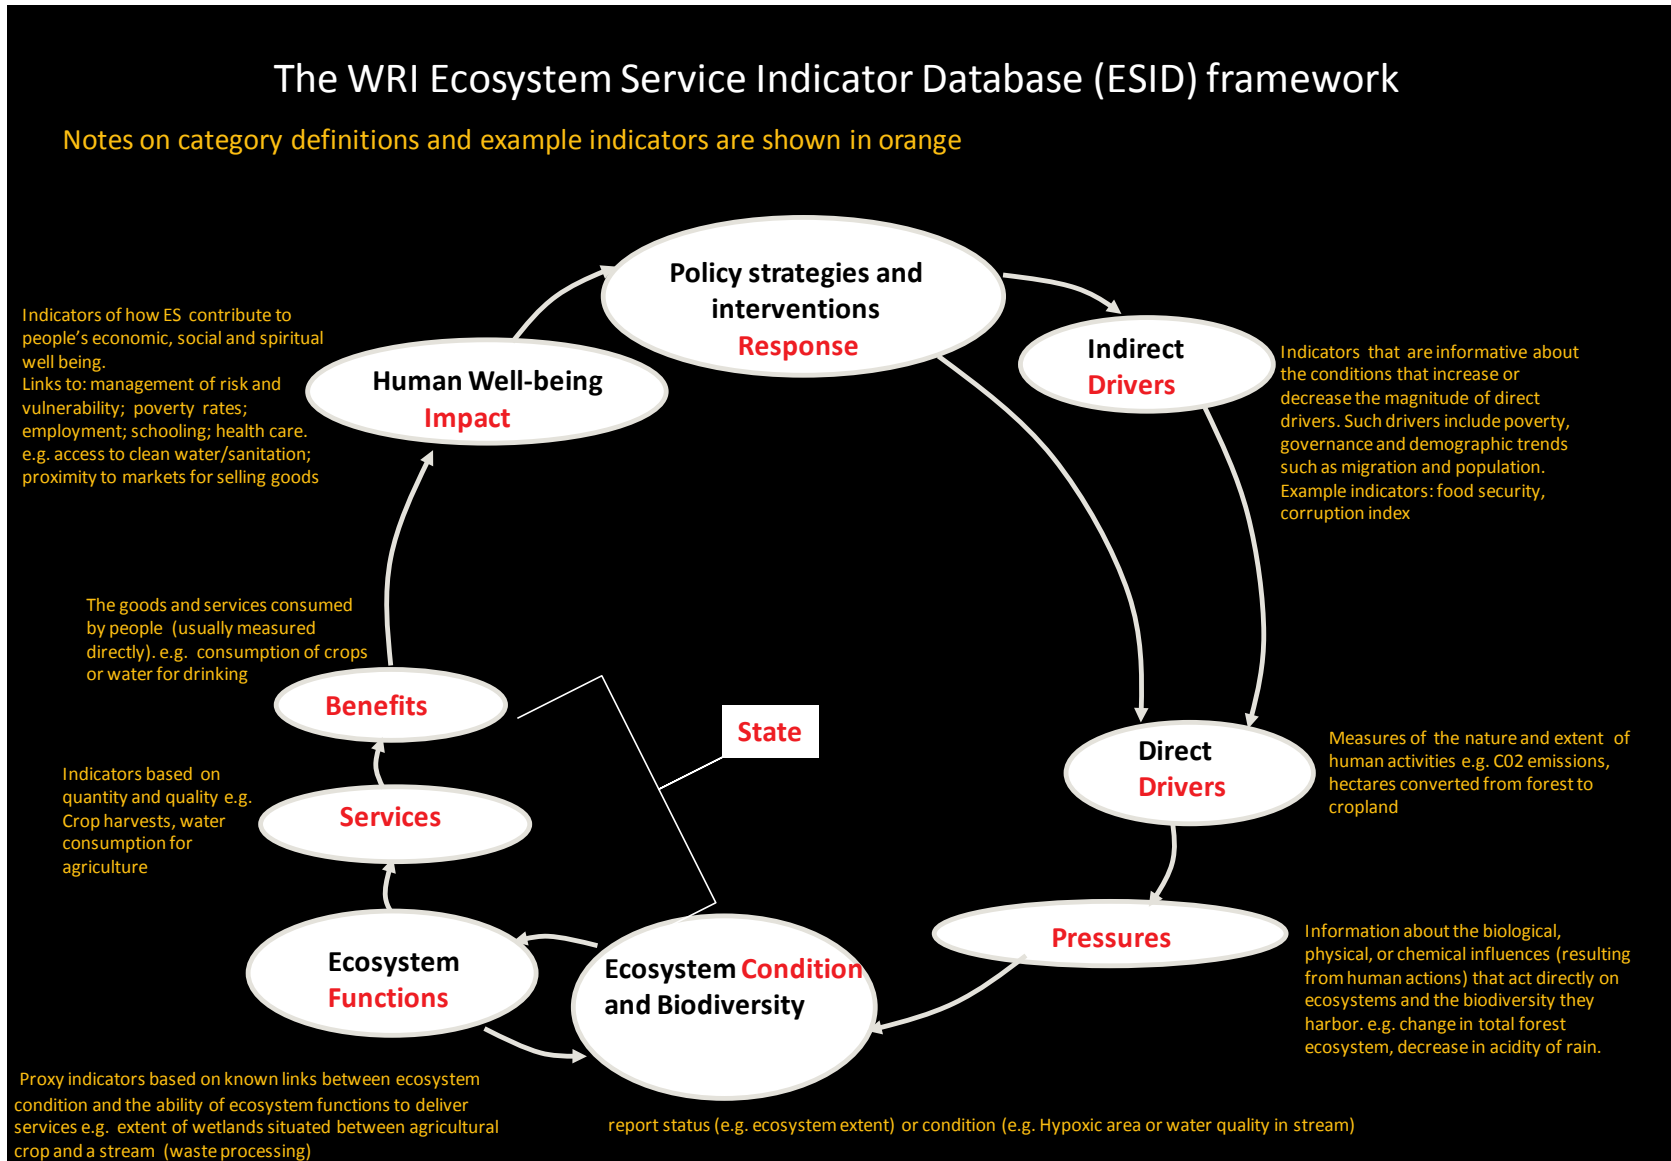 The WRI Ecosystem Service Indicator Database (ESID) framework
Notes on category definitions and example indicators are shown in orange
Policy strategies and
interventions
Response
Indirect
Drivers
Indicators that are informative about
the conditions that increase or
decrease the magnitude of direct
drivers. Such drivers include poverty,
governance and demographic trends
such as migration and population.
Example indicators: food security,
corruption index
Indicators of how ES contribute to
people’s economic, social and spiritual
well being.
Links to: management of risk and
vulnerability; poverty rates;
employment; schooling; health care.
e.g. access to clean water/sanitation;
proximity to markets for selling goods
Human Well-being
Impact
The goods and services consumed
by people (usually measured
directly). e.g. consumption of crops
or water for drinking
Benefits
State
Direct
Drivers
Measures of the nature and extent of
human activities e.g. C02 emissions,
hectares converted from forest to
cropland
Indicators based on
quantity and quality e.g.
Crop harvests, water
consumption for
agriculture
Services
Pressures
Information about the biological,
physical, or chemical influences (resulting
from human actions) that act directly on
ecosystems and the biodiversity they
harbor. e.g. change in total forest
ecosystem, decrease in acidity of rain.
Ecosystem
Functions
Ecosystem Condition
and Biodiversity
Proxy indicators based on known links between ecosystem
condition and the ability of ecosystem functions to deliver
services e.g. extent of wetlands situated between agricultural
crop and a stream (waste processing)
report status (e.g. ecosystem extent) or condition (e.g. Hypoxic area or water quality in stream)